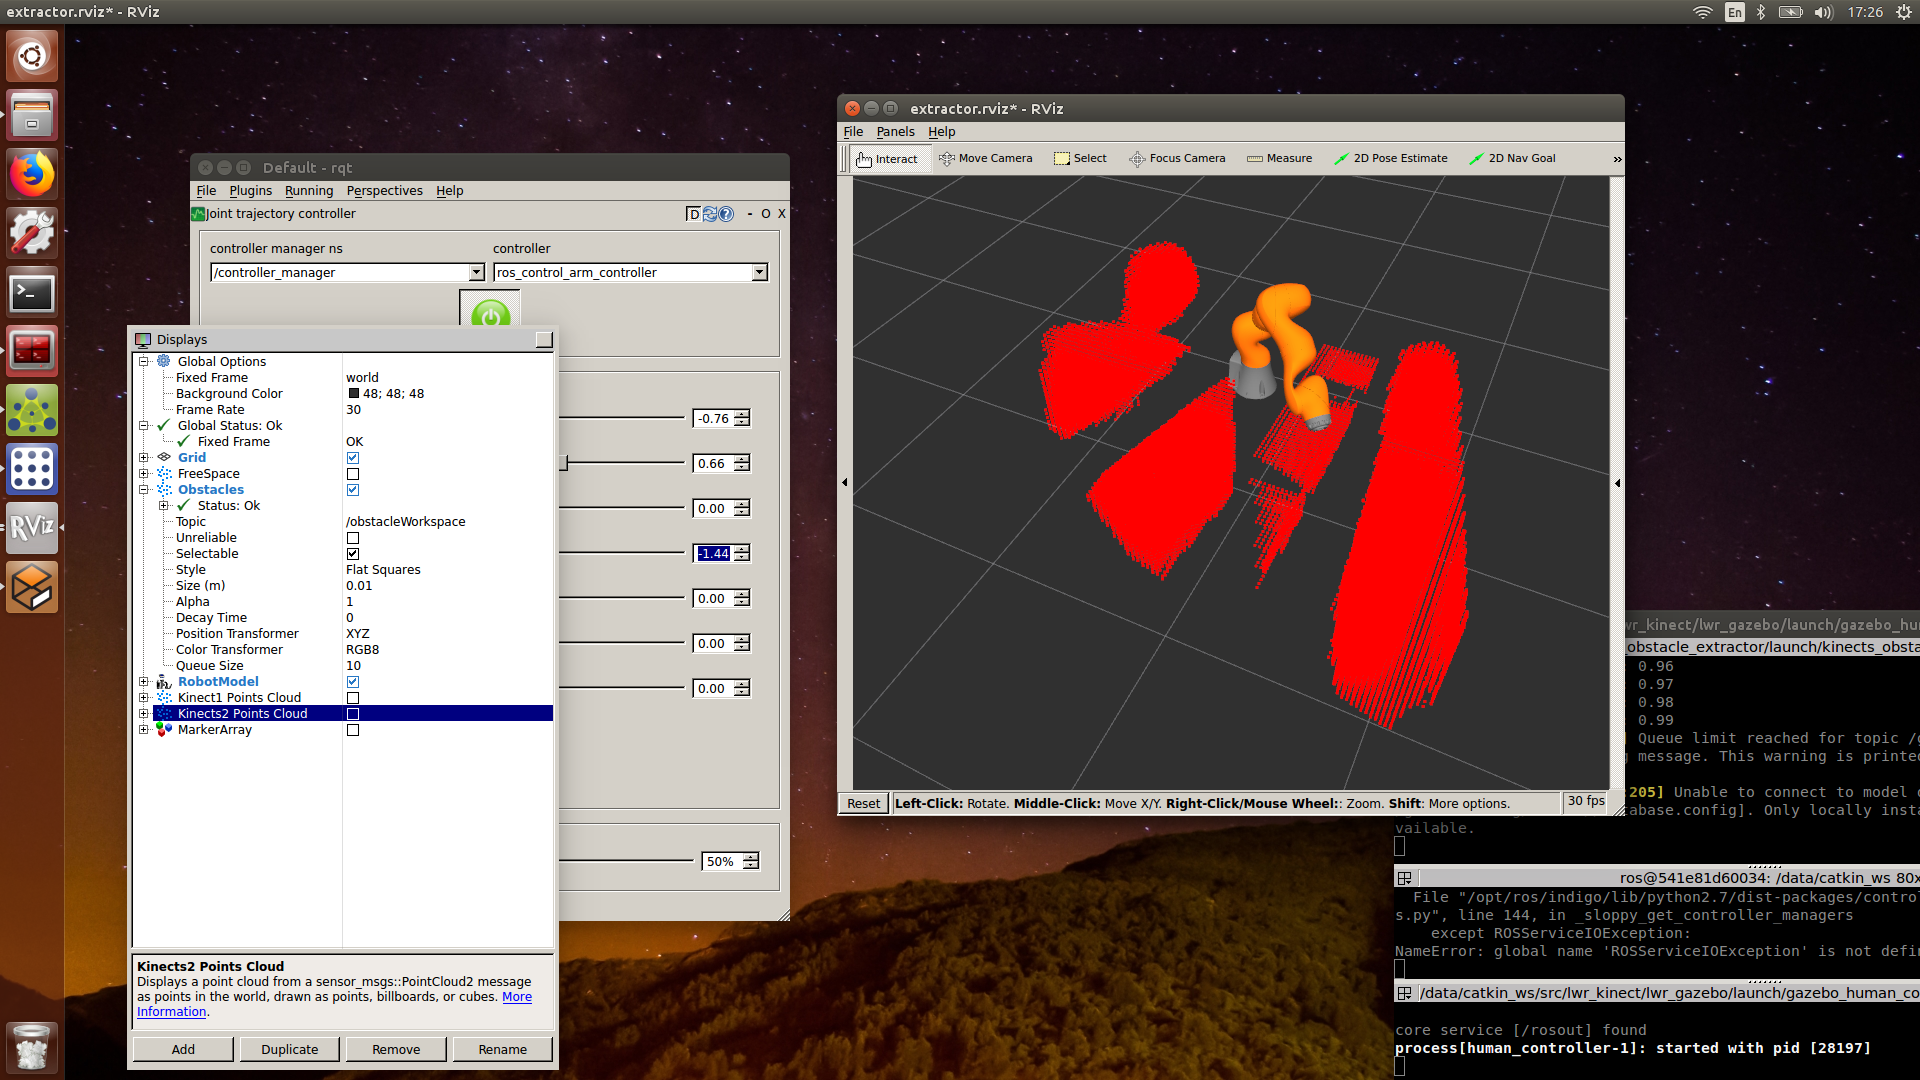 extractor.rviz* - RViz
En
17:26
Default - rqt
File Plugins Running Perspectives Help
Joint trajectory controller
D
- O X
controller manager ns
controller
/controller_manager
ros_control_arm_controller
-0.76
0.66
0.00
-1.44
0.00
0.00
0.00
50%
Displays
Global Options
Fixed Frame world
Background Color 48; 48; 48
Frame Rate 30
Global Status: Ok
Fixed Frame OK
Grid
FreeSpace
Obstacles
Status: Ok
Topic /obstacleWorkspace
Unreliable
Selectable
Style Flat Squares
Size (m) 0.01
Alpha 1
Decay Time 0
Position Transformer XYZ
Color Transformer RGB8
Queue Size 10
RobotModel
Kinect1 Points Cloud
Kinects2 Points Cloud
MarkerArray
Kinects2 Points Cloud
Displays a point cloud from a sensor_msgs::PointCloud2 message
as points in the world, drawn as points, billboards, or cubes. More
Information.
Add Duplicate Remove Rename
RViz
extractor.rviz* - RViz
File Panels Help
Interact Move Camera Select Focus Camera Measure 2D Pose Estimate 2D Nav Goal »
Reset Left-Click: Rotate. Middle-Click: Move X/Y. Right-Click/Mouse Wheel:: Zoom. Shift: More options. 30 fps
wr_kinect/lwr_gazebo/launch/gazebo_hu
obstacle_extractor/launch/kinects_obsta
0.96
0.97
: 0.98
: 0.99
] Queue limit reached for topic /
g message. This warning is printe
:205] Unable to connect to model
abase.config]. Only locally insta
vailable.
ros@541e81d60034: /data/catkin_ws 80x
File "/opt/ros/indigo/lib/python2.7/dist-packages/contro
s.py", line 144, in _sloppy_get_controller_managers
except ROSServiceIOException:
NameError: global name 'ROSServiceIOException' is not defi
/data/catkin_ws/src/lwr_kinect/lwr_gazebo/launch/gazebo_human_co
core service [/rosout] found
process[human_controller-1]: started with pid [28197]